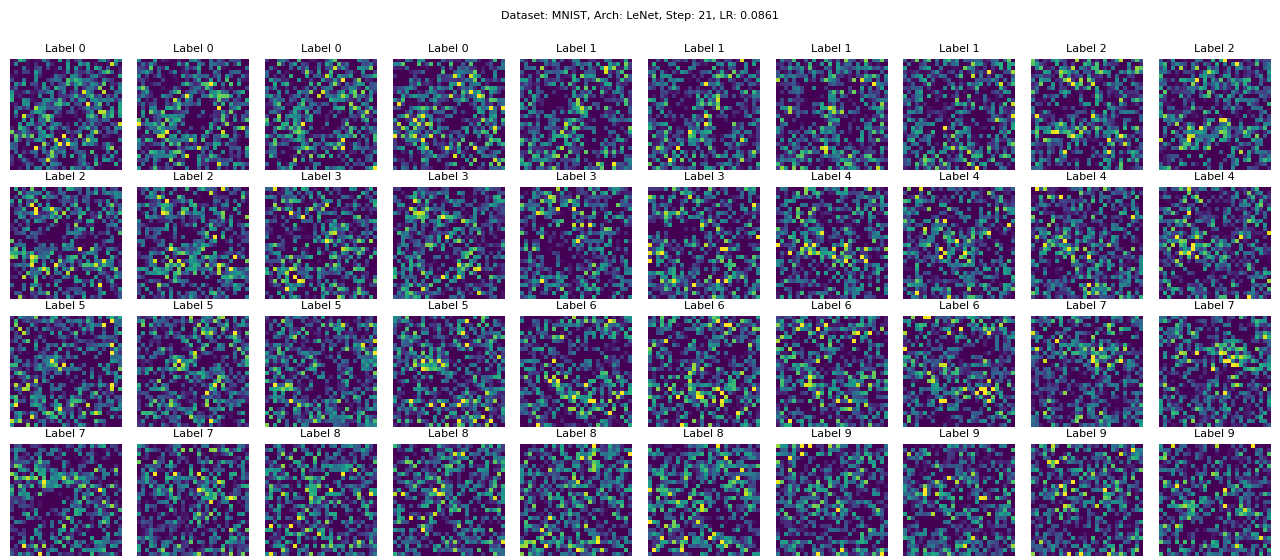 Dataset: MNIST, Arch: LeNet, Step: 21, LR: 0.0861
Label 0 Label 0 Label 0 Label 0 Label 1 Label 1 Label 1 Label 1 Label 2 Label 2
Label 2 Label 2 Label 3 Label 3 Label 3 Label 3 Label 4 Label 4 Label 4 Label 4
Label 5 Label 5 Label 5 Label 5 Label 6 Label 6 Label 6 Label 6 Label 7 Label 7
Label 7 Label 7 Label 8 Label 8 Label 8 Label 8 Label 9 Label 9 Label 9 Label 9